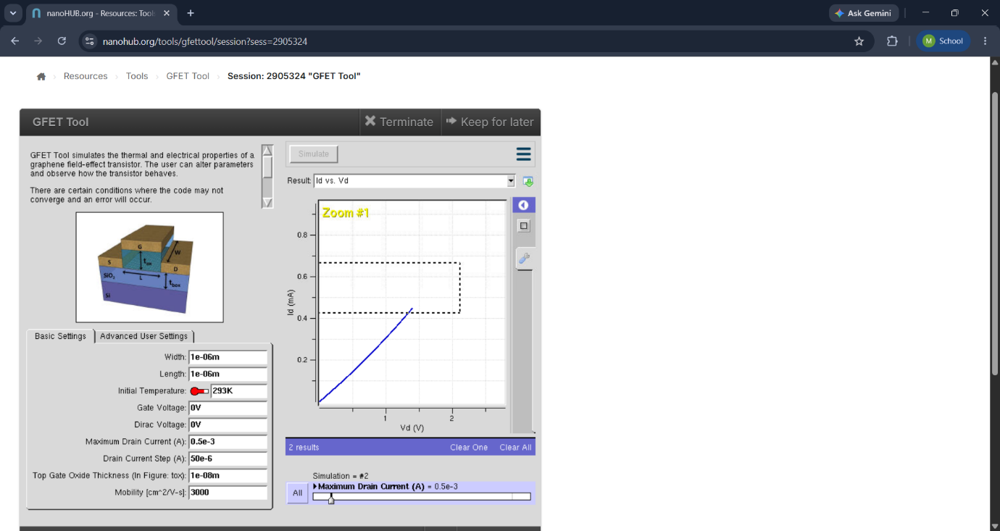 nanoHUB.org - Resources: Tool
Ask Gemini
nanohub.org/tools/gfettool/session?sess=2905324
M School
Resources
Tools
GFET Tool
Session: 2905324 "GFET Tool"
GFET Tool
Terminate
Keep for later
GFET Tool simulates the thermal and electrical properties of a
graphene field-effect transistor. The user can alter parameters
and observe how the transistor behaves.
There are certain conditions where the code may not
converge and an error will occur.
G
W
S
tox
D
SiO2
L
tbox
Si
Basic Settings
Advanced User Settings
Width: 1e-06m
Length: 1e-06m
Initial Temperature: 293K
Gate Voltage: 0V
Dirac Voltage: 0V
Maximum Drain Current (A): 0.5e-3
Drain Current Step (A): 50e-6
Top Gate Oxide Thickness (In Figure: tox): 1e-08m
Mobility [cm^2/V-s]: 3000
Simulate
Result: Id vs. Vd
Zoom #1
0.8
0.6
0.4
0.2
Id (mA)
1
2
Vd (V)
2 results
Clear One
Clear All
Simulation = #2
All
Maximum Drain Current (A) = 0.5e-3